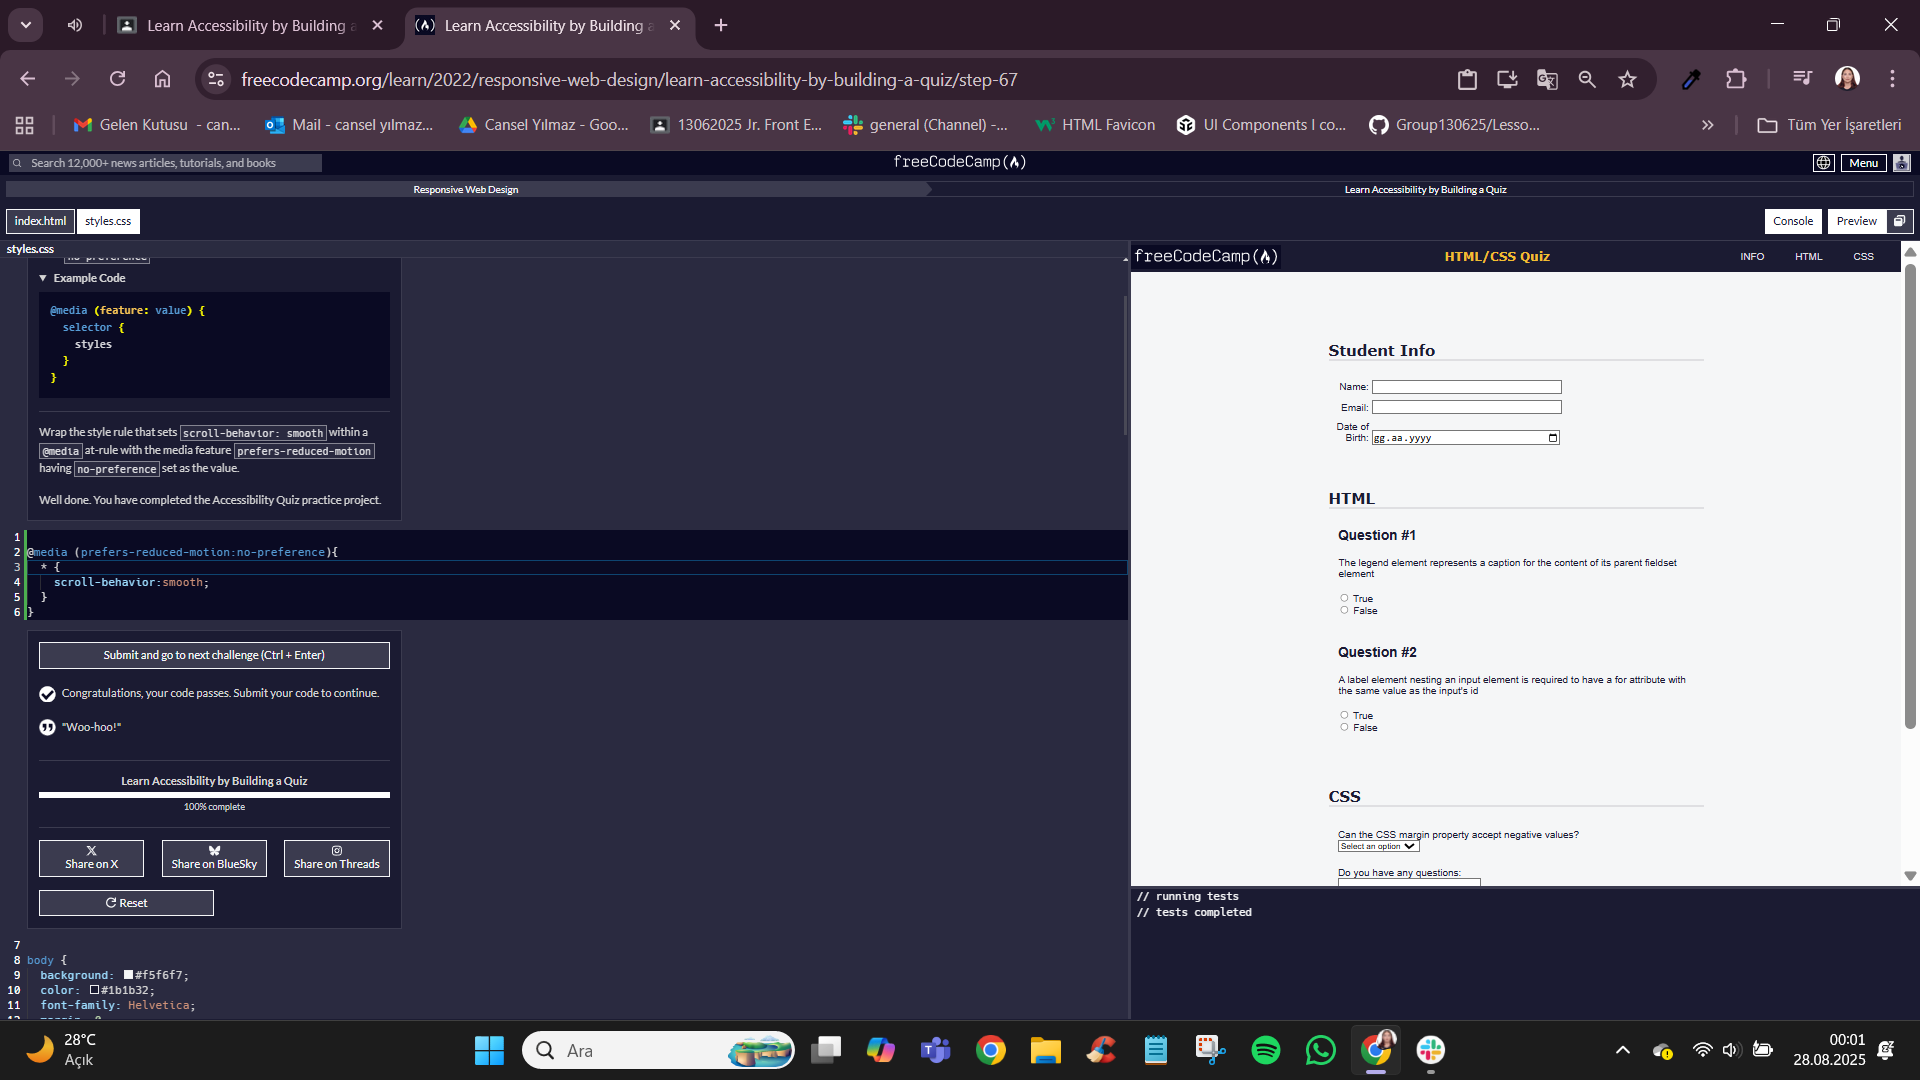 Learn Accessibility by Building a
Learn Accessibility by Building a
freecodecamp.org/learn/2022/responsive-web-design/learn-accessibility-by-building-a-quiz/step-67
Gelen Kutusu - can...
Mail - cansel yılmaz...
Cansel Yılmaz - Goo...
13062025 Jr. Front E...
general (Channel) -...
HTML Favicon
UI Components I co...
Group130625/Lesso...
»
Tüm Yer İşaretleri
Search 12,000+ news articles, tutorials, and books
freeCodeCamp
Menu
Responsive Web Design
Learn Accessibility by Building a Quiz
index.html
styles.css
Console
Preview
styles.css
no-preference
▼ Example Code
@media (feature: value) {
selector {
styles
}
}
Wrap the style rule that sets scroll-behavior: smooth within a
@media at-rule with the media feature prefers-reduced-motion
having no-preference set as the value.
Well done. You have completed the Accessibility Quiz practice project.
1
2 @media (prefers-reduced-motion:no-preference){
3 * {
4 scroll-behavior:smooth;
5 }
6 }
Submit and go to next challenge (Ctrl + Enter)
Congratulations, your code passes. Submit your code to continue.
"Woo-hoo!"
Learn Accessibility by Building a Quiz
100% complete
Share on X
Share on BlueSky
Share on Threads
Reset
7
8 body {
9 background: #f5f6f7;
10 color: #1b1b32;
11 font-family: Helvetica;
freeCodeCamp
HTML/CSS Quiz
INFO
HTML
CSS
Student Info
Name:
Email:
Date of
Birth:
gg.aa.yyyy
HTML
Question #1
The legend element represents a caption for the content of its parent fieldset
element
True
False
Question #2
A label element nesting an input element is required to have a for attribute with
the same value as the input's id
True
False
CSS
Can the CSS margin property accept negative values?
Select an option
Do you have any questions:
// running tests
// tests completed
28°C
Açık
Ara
00:01
28.08.2025